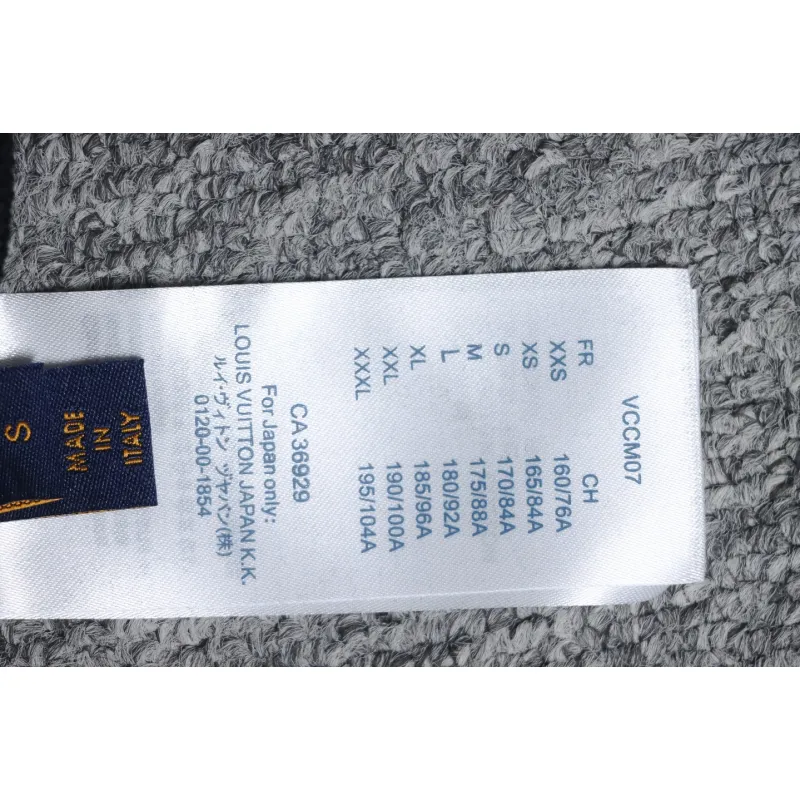 VCCM07
FR CH
XXS 160/76A
XS 165/84A
S 170/84A
M 175/88A
L 180/92A
XL 185/96A
XXL 190/100A
XXXL 195/104A
CA 36929
For Japan only:
LOUIS VUITTON JAPAN K.K.
ルイ・ヴィトン ヅャパン(株)
0120-00-1854
S
MADE
IN
ITALY